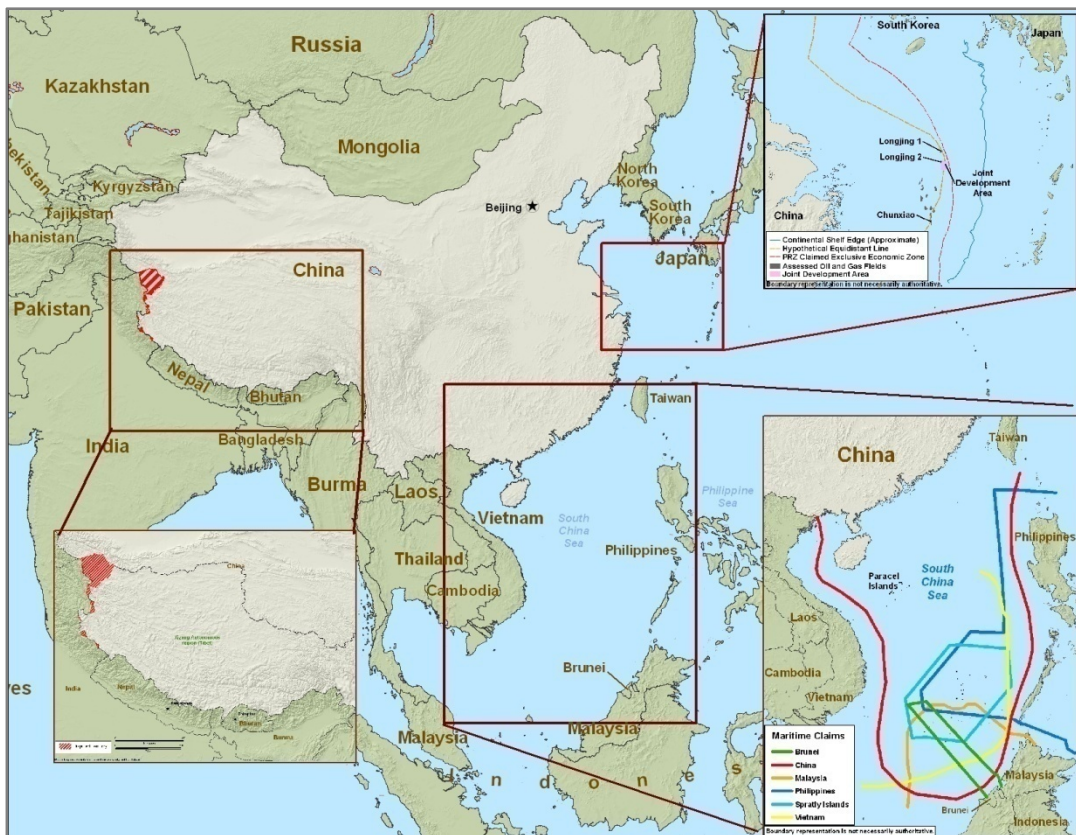 Russia
Kazakhstan
Mongolia
Kyrgyzstan
Tajikistan
Beijing
North
Korea
South
Korea
Japan
China
Pakistan
Nepal
Bhutan
Bangladesh
India
Burma
Laos
Vietnam
Thailand
Cambodia
Taiwan
South
China
Sea
Philippine
Sea
Philippines
Brunei
Malaysia
Malaysia
I n d o n e s
South Korea
Japan
Longjing 1
Longjing 2
Joint
Development
Area
Chunxiao
China
Continental Shelf Edge (Approximate)
Hypothetical Equidistant Line
PRZ Claimed Exclusive Economic Zone
Assessed Oil and Gas Fields
Joint Development Area
Boundary representation is not necessarily authoritative.
China
Taiwan
Philippines
South
China
Sea
Paracel
Islands
Laos
Cambodia
Vietnam
Malaysia
Brunei
Indonesia
Maritime Claims
Brunei
China
Malaysia
Philippines
Spratly Islands
Vietnam
Boundary representation is not necessarily authoritative.
China
India
Nepal
Bhutan
Burma